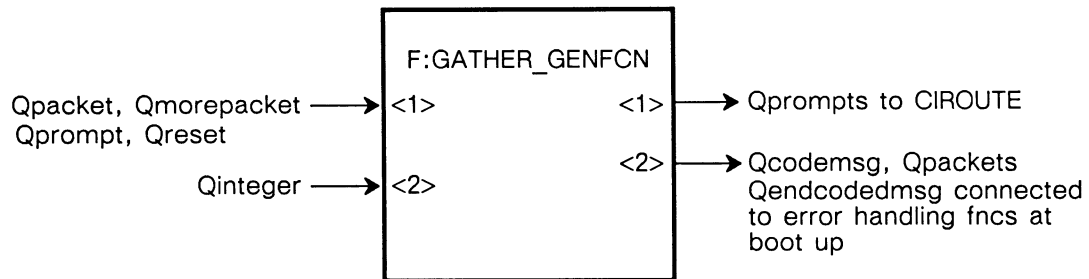 F:GATHER_GENFCN
Qpacket, Qmorepacket
Qprompt, Qreset
<1>
<1>
Qprompts to CIROUTE
Qinteger
<2>
<2>
Qcodemsg, Qpackets
Qendcodedmsg connected
to error handling fncs at
boot up